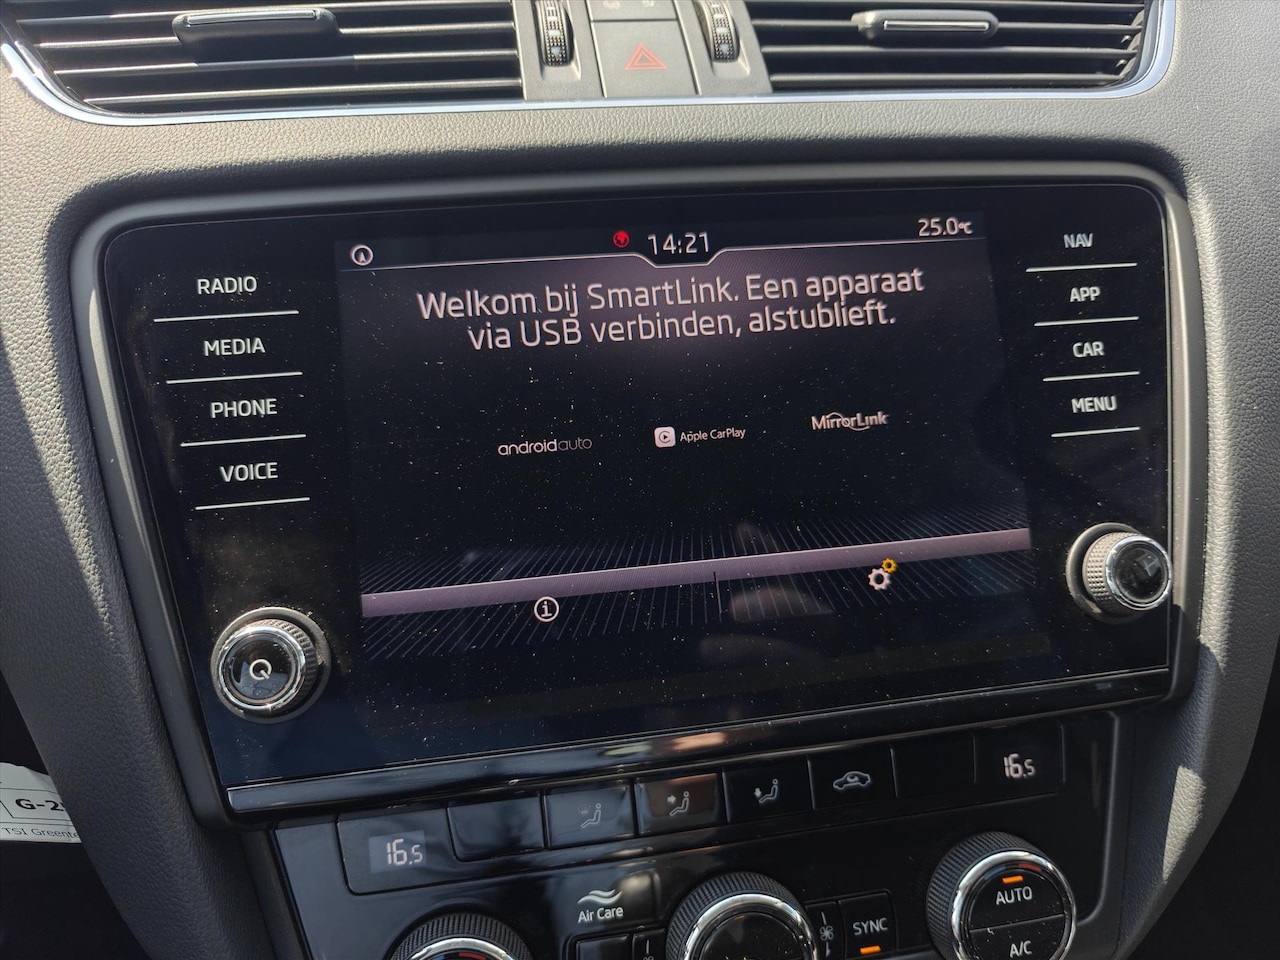 14:21
25.0°C
RADIO
MEDIA
PHONE
VOICE
Welkom bij SmartLink. Een apparaat
via USB verbinden, alstublieft.
androidauto
Apple CarPlay
MirrorLink
NAV
APP
CAR
MENU
i
16.5
16.5
Air Care
SYNC
AUTO
A/C
TSI